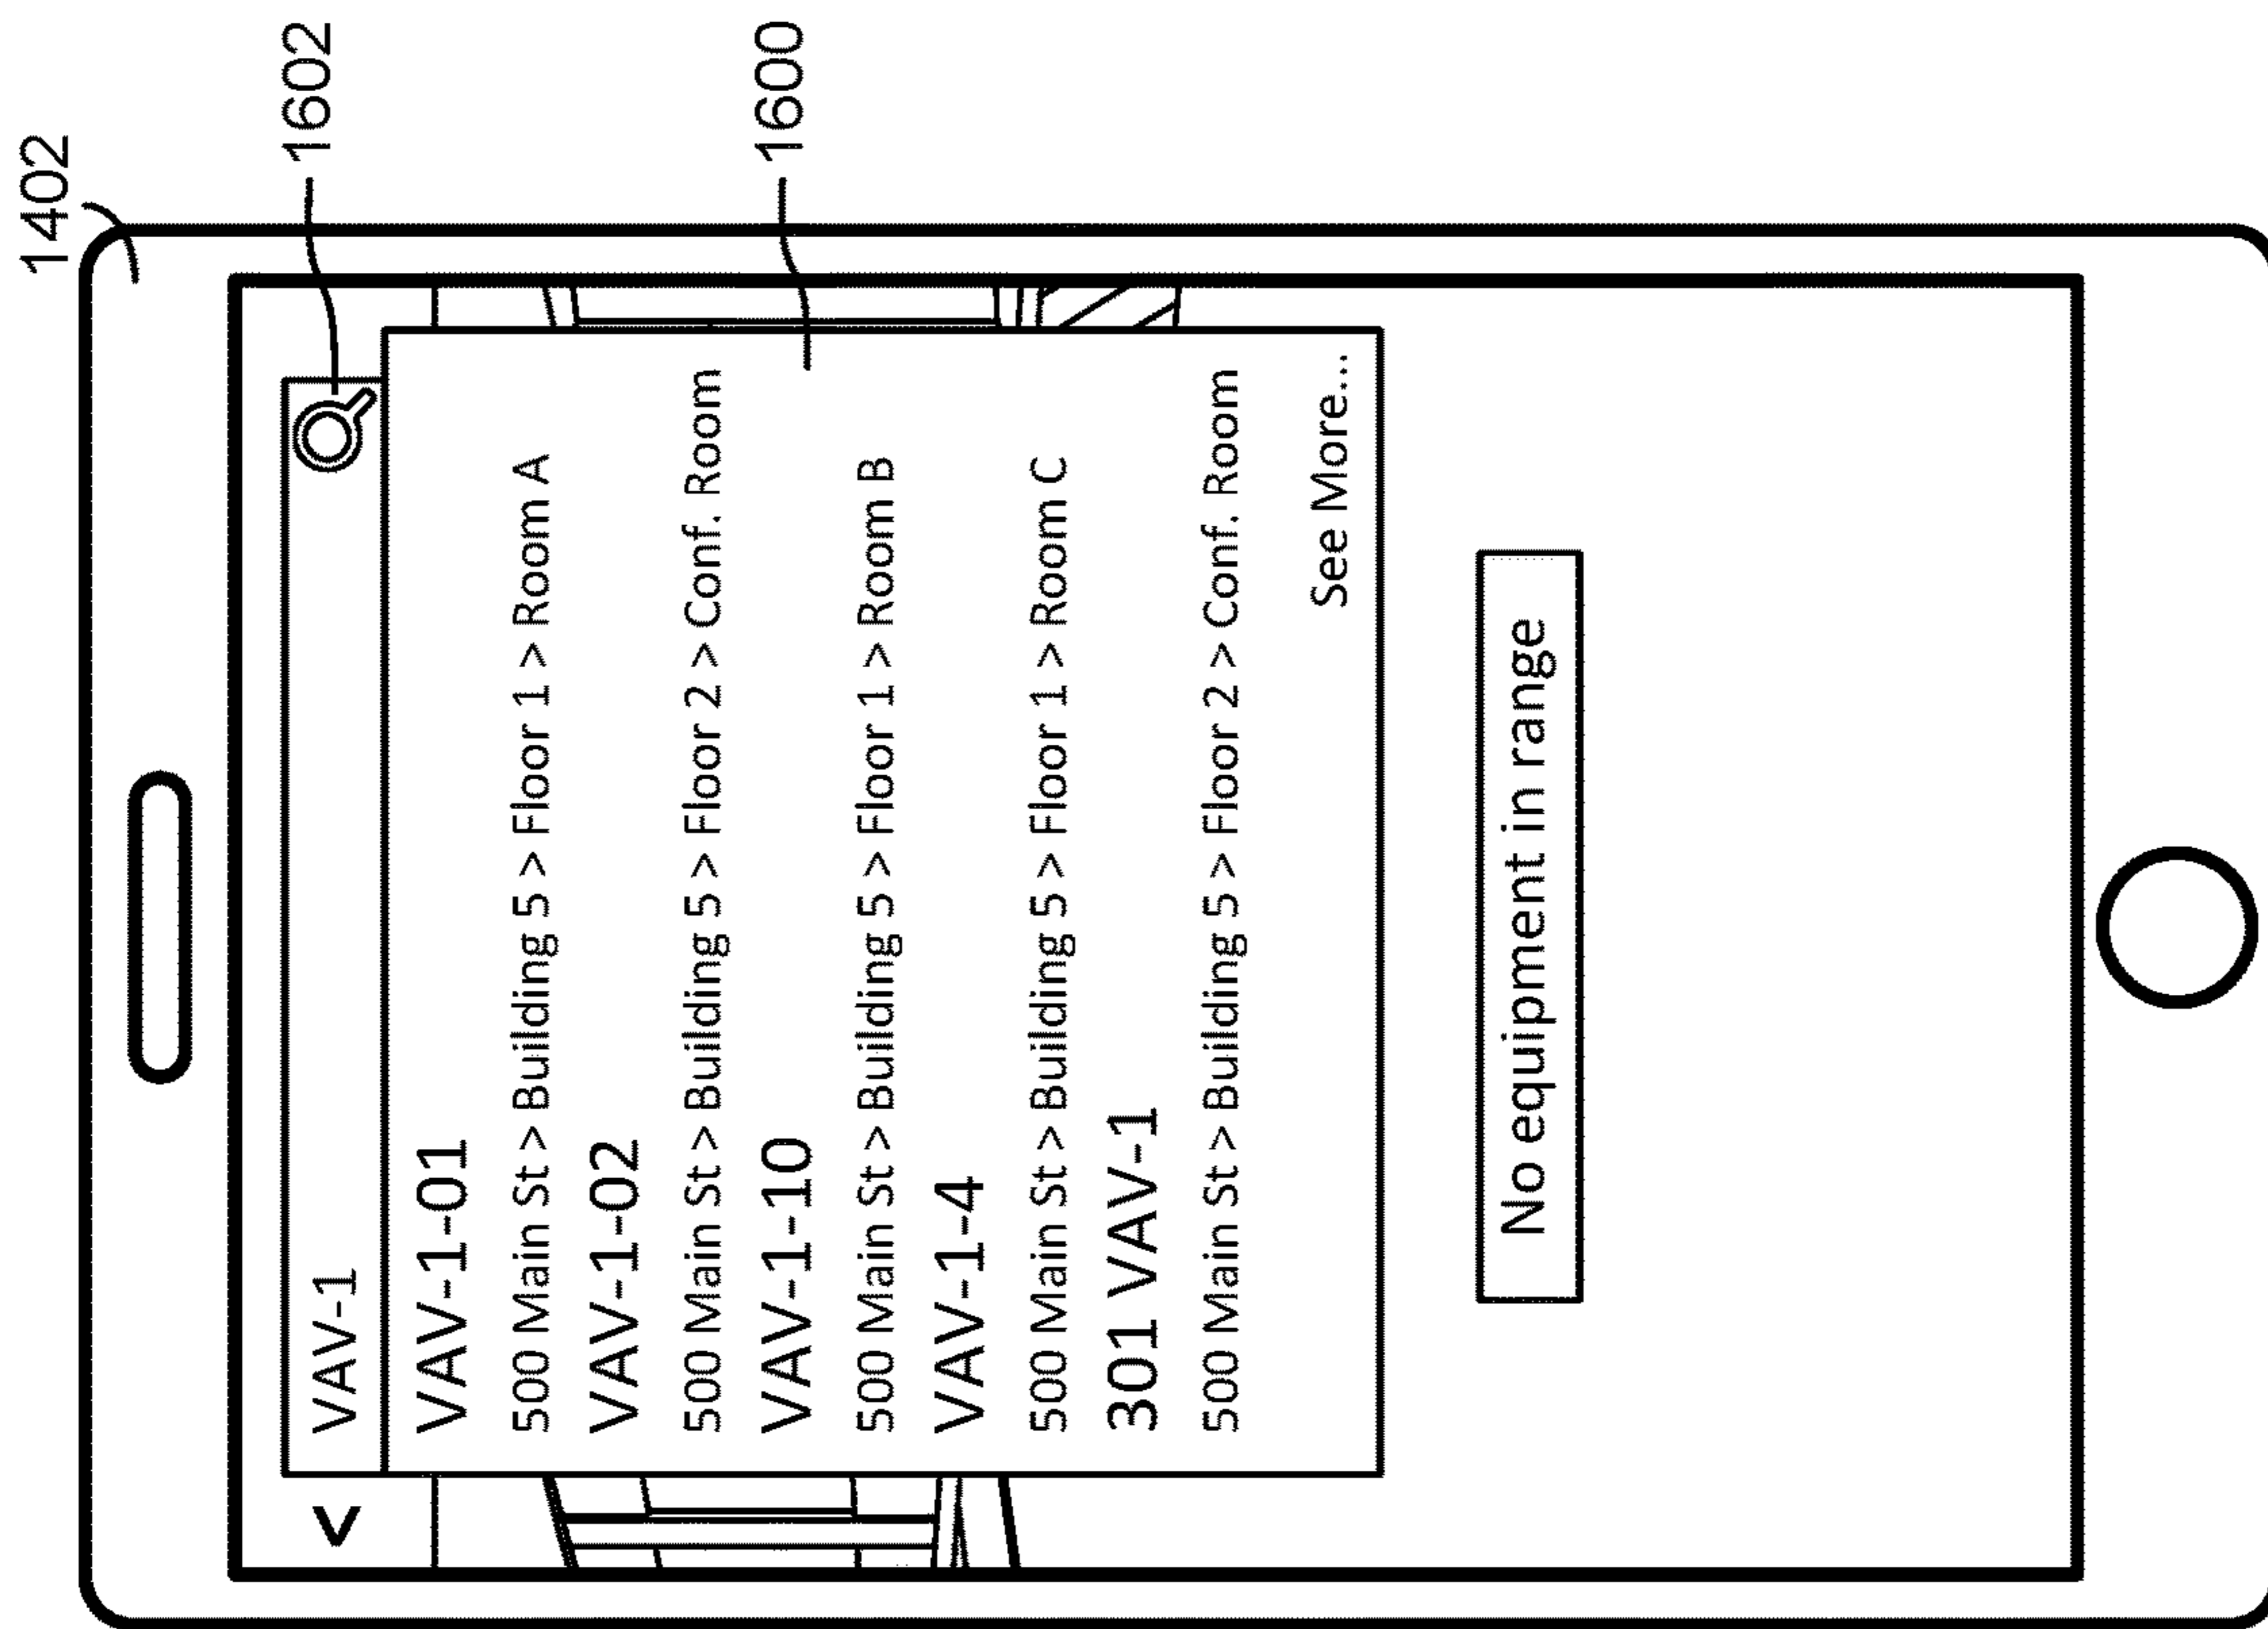 1402
1602
1600
<
VAV-1
VAV-1-01
500 Main St > Building 5 > Floor 1 > Room A
VAV-1-02
500 Main St > Building 5 > Floor 2 > Conf. Room
VAV-1-10
500 Main St > Building 5 > Floor 1 > Room B
VAV-1-4
500 Main St > Building 5 > Floor 1 > Room C
301 VAV-1
500 Main St > Building 5 > Floor 2 > Conf. Room
See More...
No equipment in range